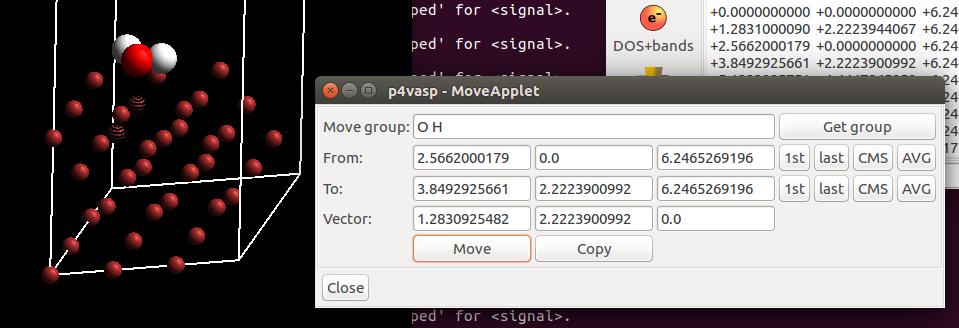 ped' for <signal>.
ped' for <signal>.
DOS+bands
+0.0000000000 +0.0000000000 +6.24
+1.2831000090 +2.2223944067 +6.24
+2.5662000179 +0.0000000000 +6.24
+3.8492925661 +2.2223900992 +6.24
p4vasp - MoveApplet
Move group: O H Get group
From: 2.5662000179 0.0 6.2465269196 1st last CMS AVG
To: 3.8492925661 2.2223900992 6.2465269196 1st last CMS AVG
Vector: 1.2830925482 2.2223900992 0.0
Move Copy
Close
ped' for <signal>.